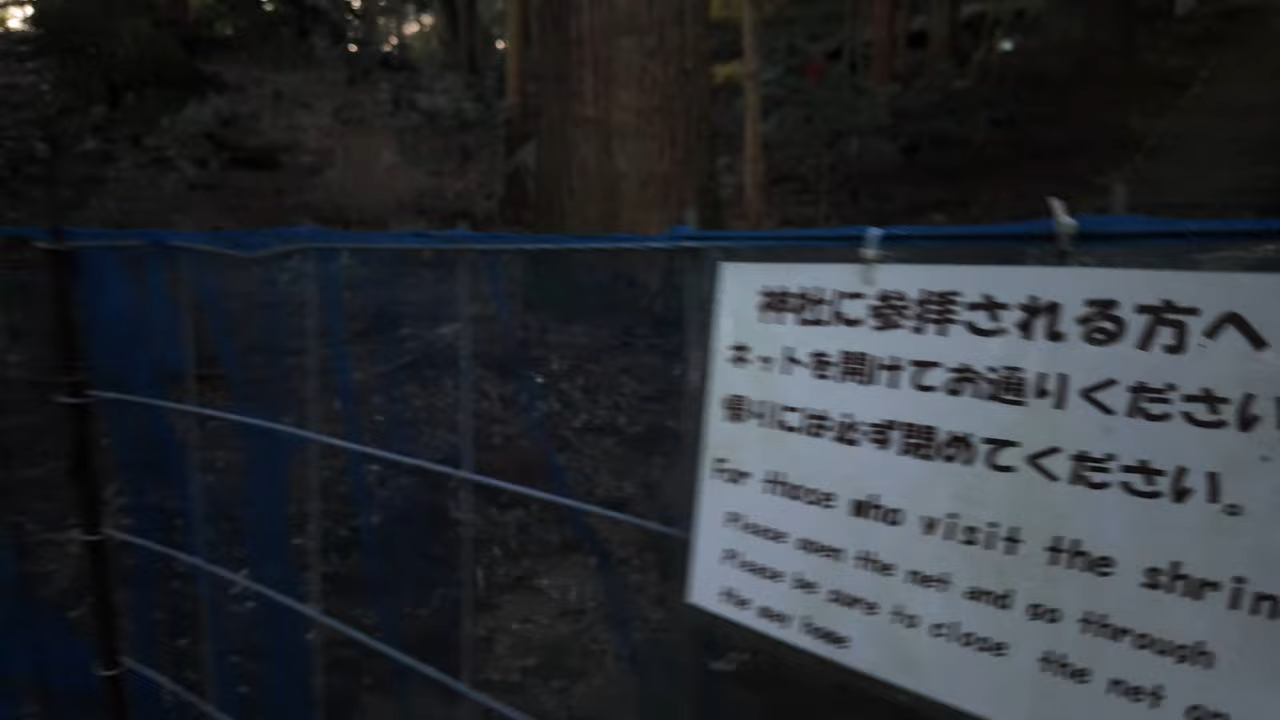 神社に参拝される方へ
ネットを開けてお通りください
帰りには必ず閉めてください。
For those who visit the shrin
Please open the net and go through
Please be sure to close the net on
the way home